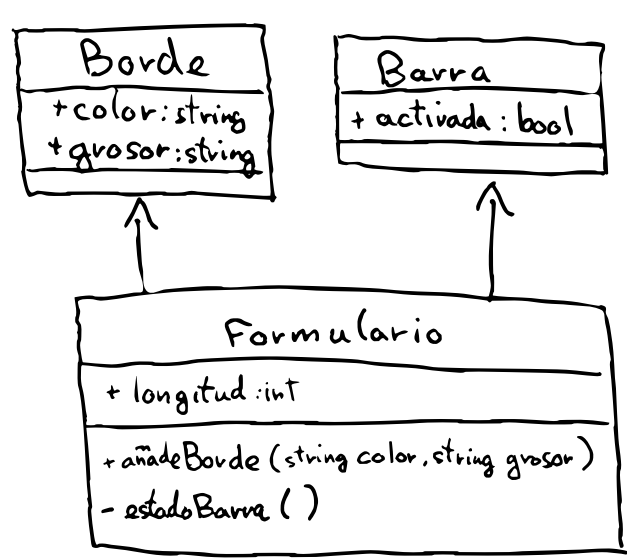 Borde
+ color: string
+ grosor: string
Barra
+ activada: bool
Formulario
+ longitud: int
+ añadeBorde (string color, string grosor)
- estadoBarra ( )